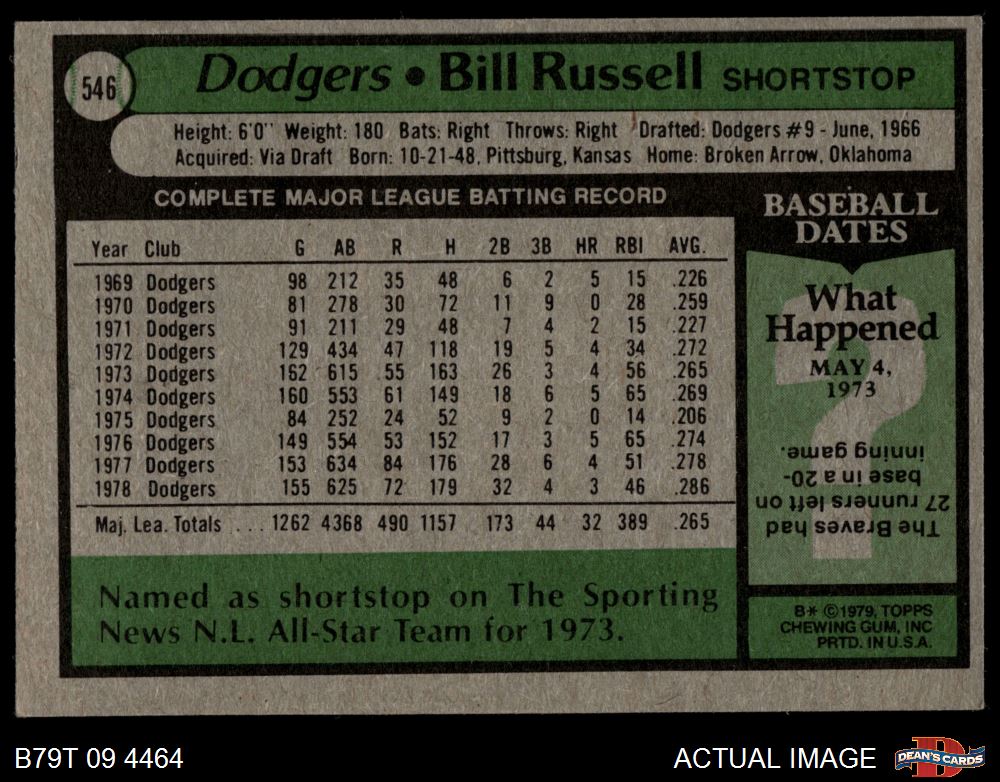 546
Dodgers • Bill Russell SHORTSTOP
Height: 6'0" Weight: 180 Bats: Right Throws: Right Drafted: Dodgers #9 - June, 1966
Acquired: Via Draft Born: 10-21-48, Pittsburg, Kansas Home: Broken Arrow, Oklahoma
COMPLETE MAJOR LEAGUE BATTING RECORD
Year Club G AB R H 2B 3B HR RBI AVG.
1969 Dodgers 98 212 35 48 6 2 5 15 .226
1970 Dodgers 81 278 30 72 11 9 0 28 .259
1971 Dodgers 91 211 29 48 7 4 2 15 .227
1972 Dodgers 129 434 47 118 19 5 4 34 .272
1973 Dodgers 162 615 55 163 26 3 4 56 .265
1974 Dodgers 160 553 61 149 18 6 5 65 .269
1975 Dodgers 84 252 24 52 9 2 0 14 .206
1976 Dodgers 149 554 53 152 17 3 5 65 .274
1977 Dodgers 153 634 84 176 28 6 4 51 .278
1978 Dodgers 155 625 72 179 32 4 3 46 .286
Maj. Lea. Totals ... 1262 4368 490 1157 173 44 32 389 .265
Named as shortstop on The Sporting
News N.L. All-Star Team for 1973.
BASEBALL
DATES
What
Happened
MAY 4,
1973
The Braves had
27 runners left on
base in a 20-
inning game.
B* ©1979, TOPPS
CHEWING GUM, INC
PRTD. IN U.S.A.
B79T 09 4464
ACTUAL IMAGE
DEAN'S CARDS